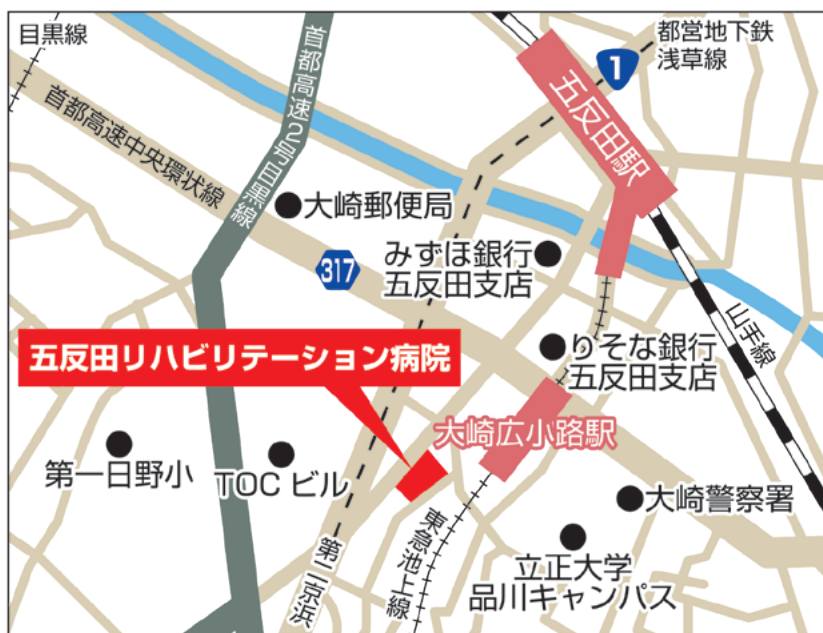 目黒線
都営地下鉄
浅草線
1
五反田駅
首都高速2号目黒線
首都高速中央環状線
大崎郵便局
みずほ銀行
五反田支店
317
山手線
りそな銀行
五反田支店
五反田リハビリテーション病院
大崎広小路駅
第一日野小
TOC ビル
大崎警察署
東急池上線
第二京浜
立正大学
品川キャンパス